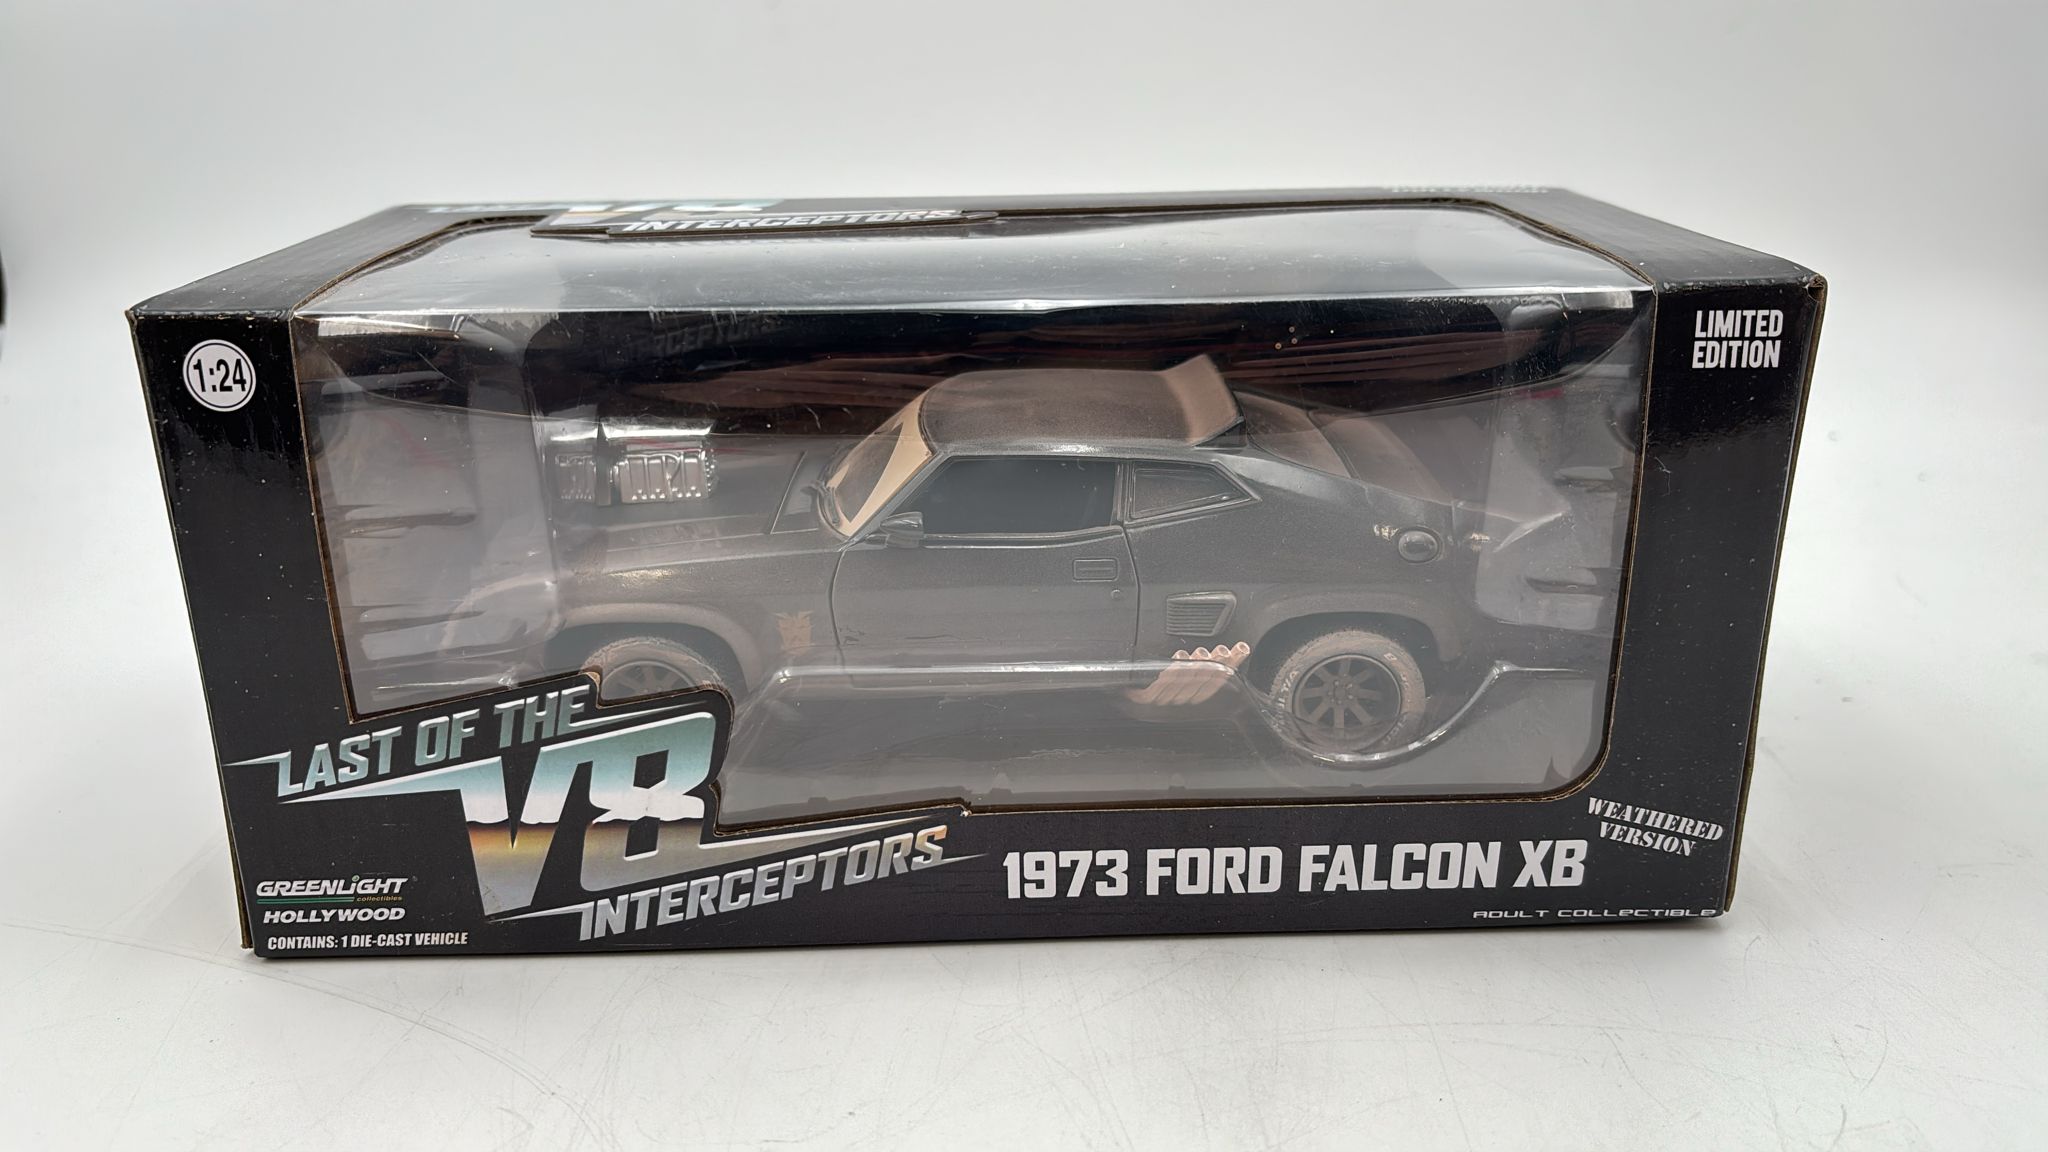 INTERCEPTORS
1:24
LIMITED
EDITION
LAST OF THE
V8
INTERCEPTORS
WEATHERED
VERSION
1973 FORD FALCON XB
GREENLiGHT
collectibles
HOLLYWOOD
ADULT COLLECTIBLE
CONTAINS: 1 DIE-CAST VEHICLE